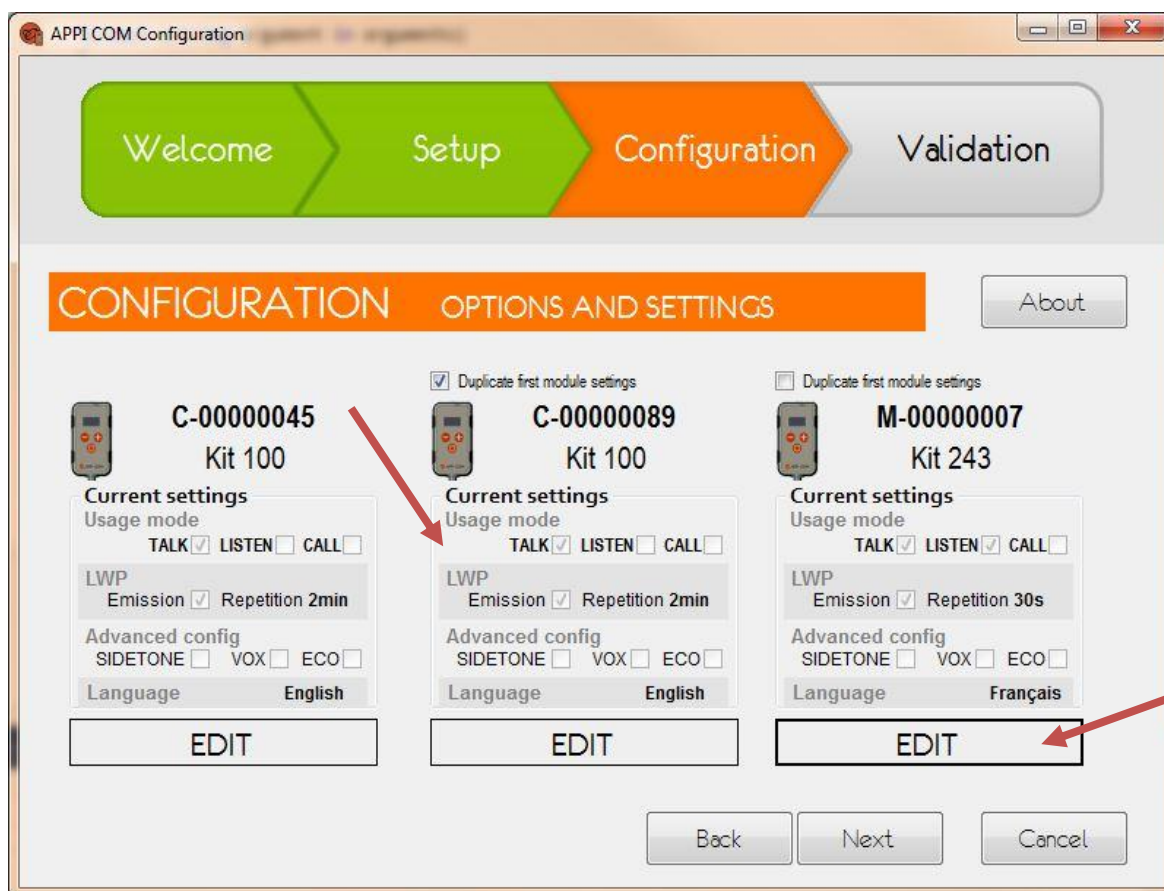 APPI COM Configuration
Welcome Setup Configuration Validation
CONFIGURATION OPTIONS AND SETTINGS
About
Duplicate first module settings
Duplicate first module settings
C-00000045
Kit 100
Current settings
Usage mode
TALK LISTEN CALL
LWP
Emission Repetition 2min
Advanced config
SIDETONE VOX ECO
Language English
EDIT
C-00000089
Kit 100
Current settings
Usage mode
TALK LISTEN CALL
LWP
Emission Repetition 2min
Advanced config
SIDETONE VOX ECO
Language English
EDIT
M-00000007
Kit 243
Current settings
Usage mode
TALK LISTEN CALL
LWP
Emission Repetition 30s
Advanced config
SIDETONE VOX ECO
Language Français
EDIT
Back Next Cancel